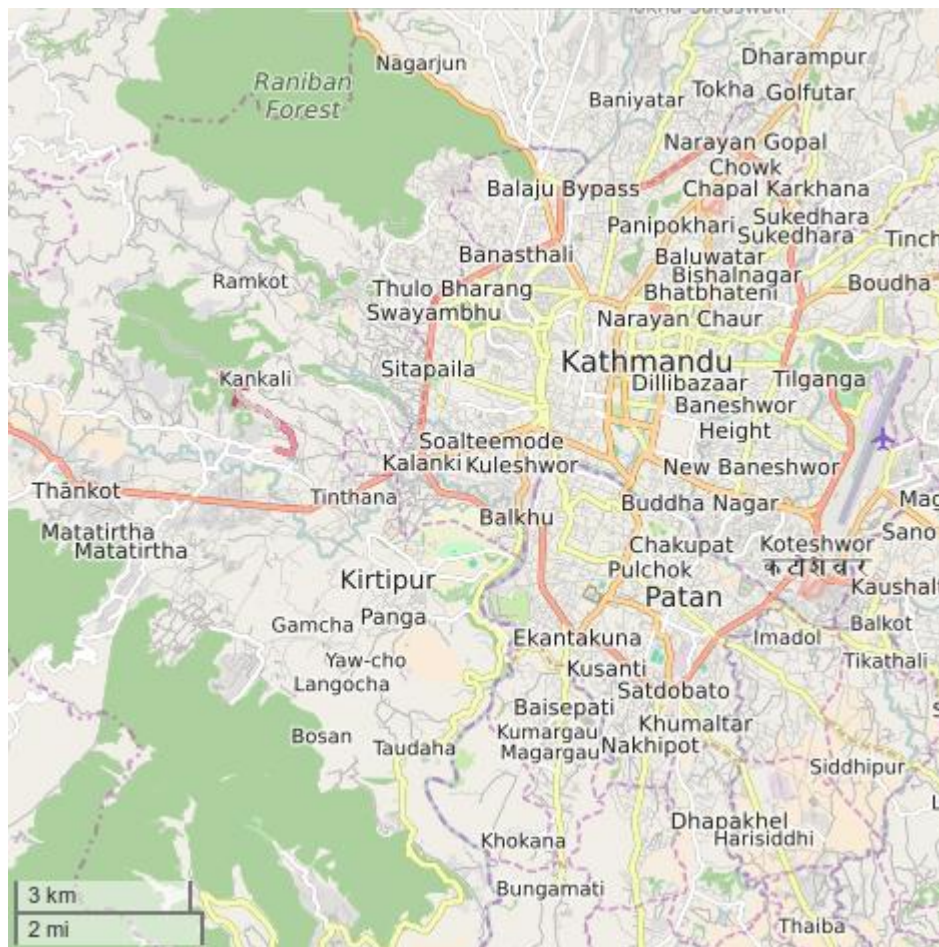 Nagarjun
Dharampur
Raniban
Forest
Baniyatar
Tokha
Golfutar
Narayan Gopal
Chowk
Balaju Bypass
Chapal Karkhana
Panipokhari
Sukedhara
Sukedhara
Tinch
Banasthali
Baluwatar
Bishalnagar
Ramkot
Thulo Bharang
Bhatbhateni
Boudha
Swayambhu
Narayan Chaur
Sitapaila
Kathmandu
Kankali
Dillibazaar
Tilganga
Baneshwor
Height
Soalteemode
Kalanki
Kuleshwor
New Baneshwor
Thankot
Tinthana
Buddha Nagar
Mag
Balkhu
Matatirtha
Matatirtha
Chakupat
Koteshwor
Sano
Kirtipur
Pulchok
Kaushalt
Patan
Gamcha
Panga
Ekantakuna
Imadol
Balkot
Yaw-cho
Kusanti
Tikathali
Langocha
Satdobato
Baisepati
Bosan
Taudaha
Kumargau
Khumaltar
Magargau
Nakhipot
Siddhipur
Khokana
Dhapakhel
Harisiddhi
Bungamati
3 km
2 mi
Thaiba